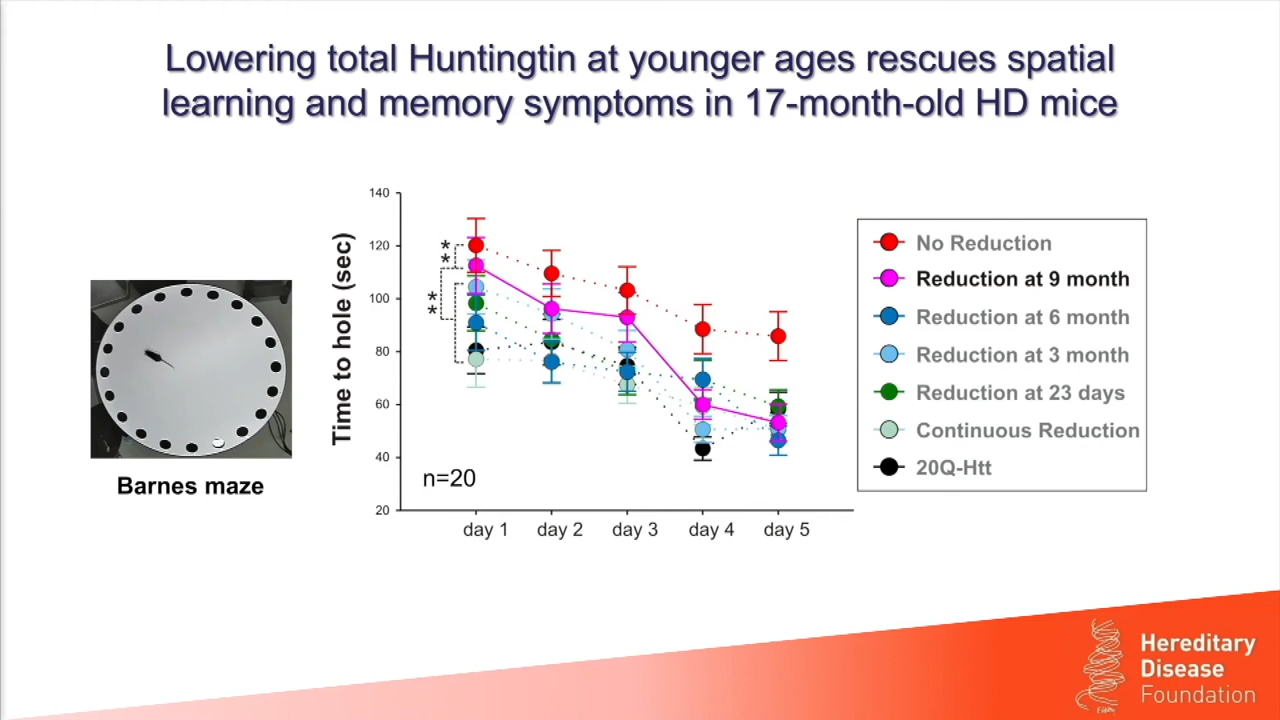 Lowering total Huntingtin at younger ages rescues spatial
learning and memory symptoms in 17-month-old HD mice
Barnes maze
Time to hole (sec)
140
120
100
80
60
40
20
**
**
n=20
day 1 day 2 day 3 day 4 day 5
No Reduction
Reduction at 9 month
Reduction at 6 month
Reduction at 3 month
Reduction at 23 days
Continuous Reduction
20Q-Htt
Hereditary
Disease
Foundation